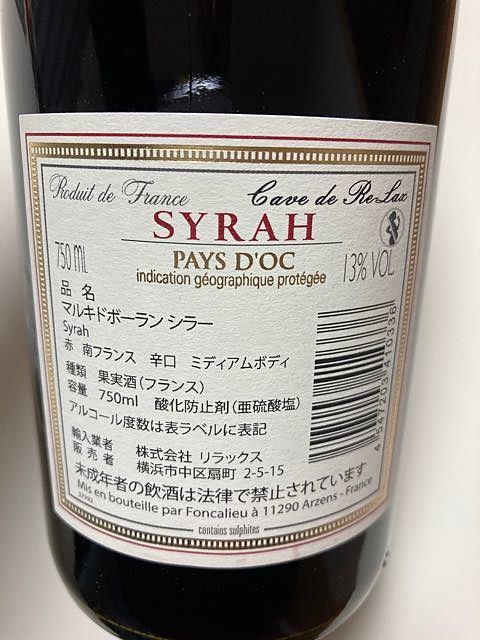 Produit de France
Cave de Re-Lax
SYRAH
PAYS D'OC
750 mL
indication géographique protégée
13% VOL
品 名
マルキドボーラン シラー
Syrah
赤 南フランス 辛口 ミディアムボディ
種類 果実酒(フランス)
容量 750ml 酸化防止剤(亜硫酸塩)
アルコール度数は表ラベルに表記
輸入業者
販 売 者
株式会社 リラックス
横浜市中区扇町 2-5-15
未成年者の飲酒は法律で禁止されています
Mis en bouteille par Foncalieu à 11290 Arzens - France
contains sulphites